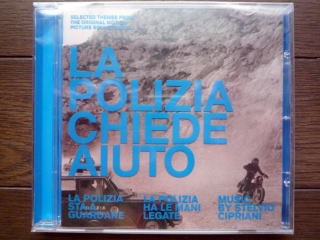 SELECTED THEMES FROM
THE ORIGINAL MOTION
PICTURE SOUNDTRACK
LA
POLIZIA
CHIEDE
AIUTO
LA POLIZIA
STA A
GUARDARE
LA POLIZIA
HA LE MANI
LEGATE
MUSIC
BY STELVIO
CIPRIANI